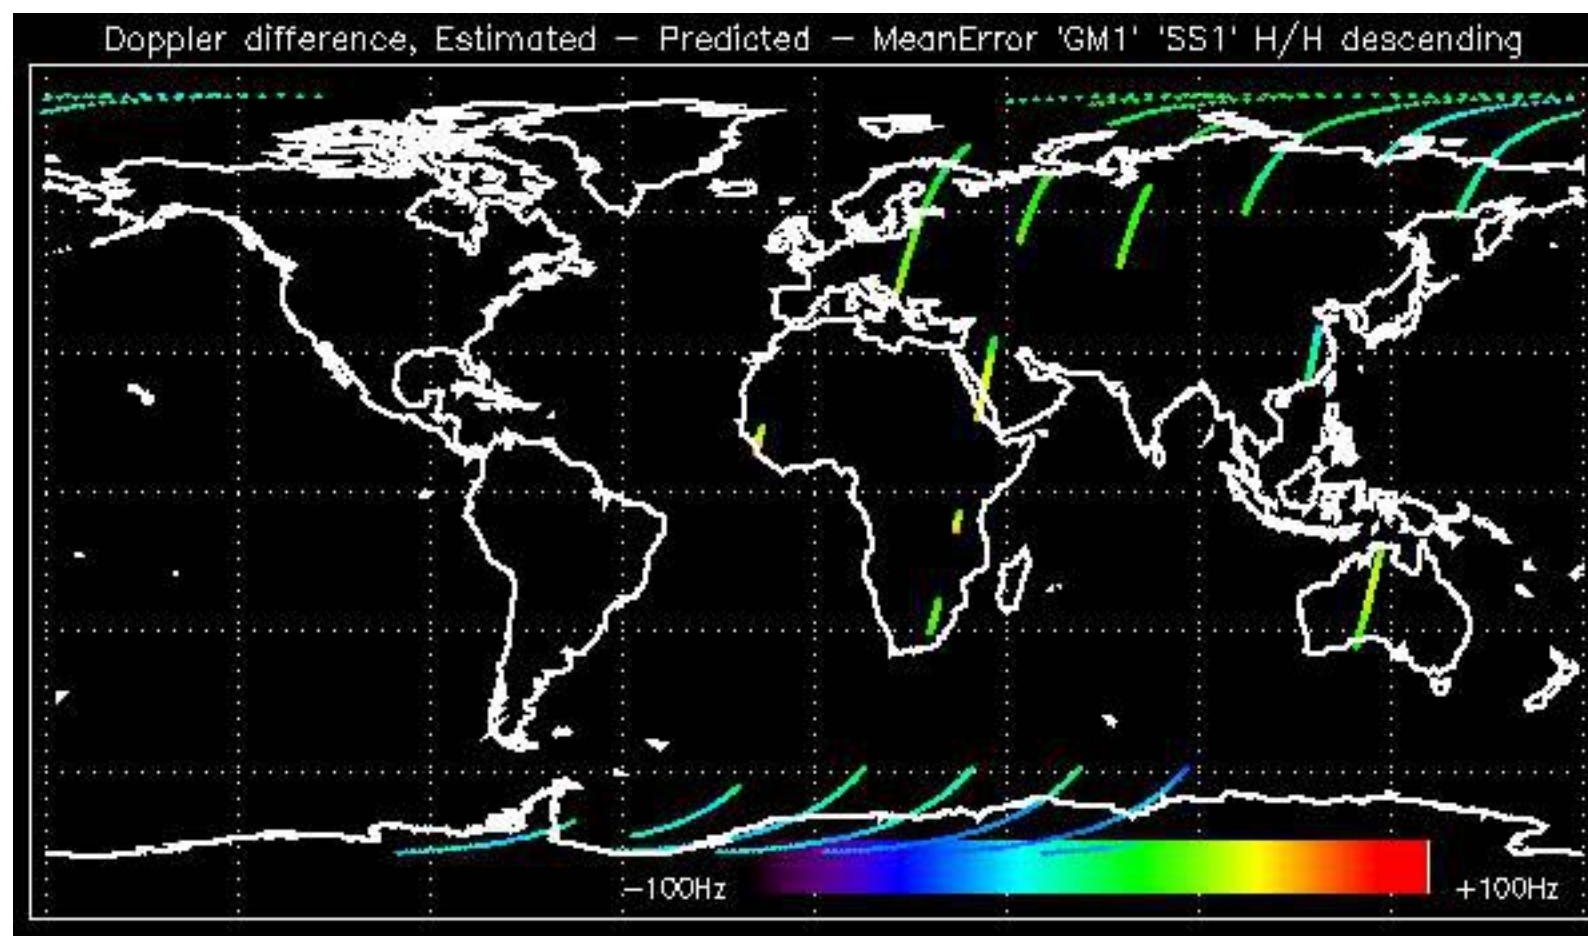 Doppler difference, Estimated – Predicted – MeanError 'GM1' 'SS1' H/H descending
–100Hz +100Hz